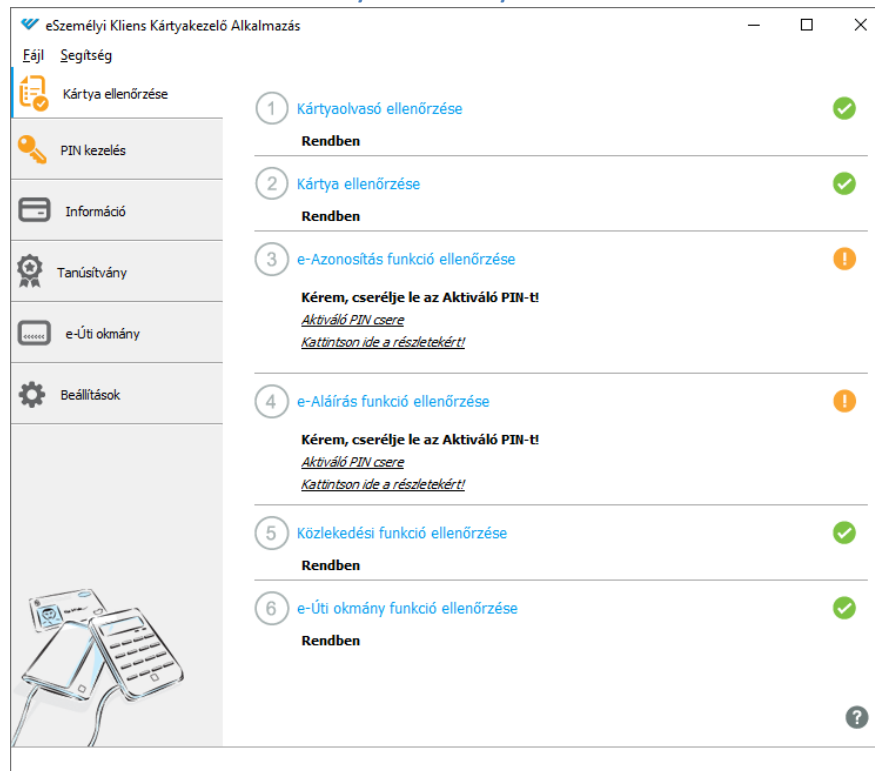 eSzemélyi Kliens Kártyakezelő Alkalmazás
Fájl Segítség
Kártya ellenőrzése
PIN kezelés
Információ
Tanúsítvány
e-Úti okmány
Beállítások
1 Kártyaolvasó ellenőrzése
Rendben
2 Kártya ellenőrzése
Rendben
3 e-Azonosítás funkció ellenőrzése
Kérem, cserélje le az Aktiváló PIN-t!
Aktiváló PIN csere
Kattintson ide a részletekért!
4 e-Aláírás funkció ellenőrzése
Kérem, cserélje le az Aktiváló PIN-t!
Aktiváló PIN csere
Kattintson ide a részletekért!
5 Közlekedési funkció ellenőrzése
Rendben
6 e-Úti okmány funkció ellenőrzése
Rendben